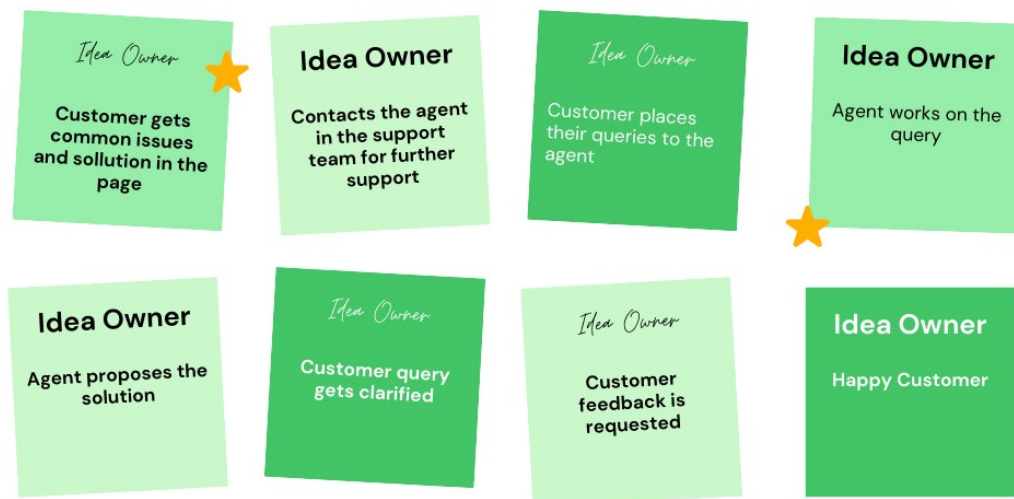 Idea Owner
Customer gets
common issues
and sollution in the
page
Idea Owner
Contacts the agent
in the support
team for further
support
Idea Owner
Customer places
their queries to the
agent
Idea Owner
Agent works on the
query
Idea Owner
Agent proposes the
solution
Idea Owner
Customer query
gets clarified
Idea Owner
Customer
feedback is
requested
Idea Owner
Happy Customer